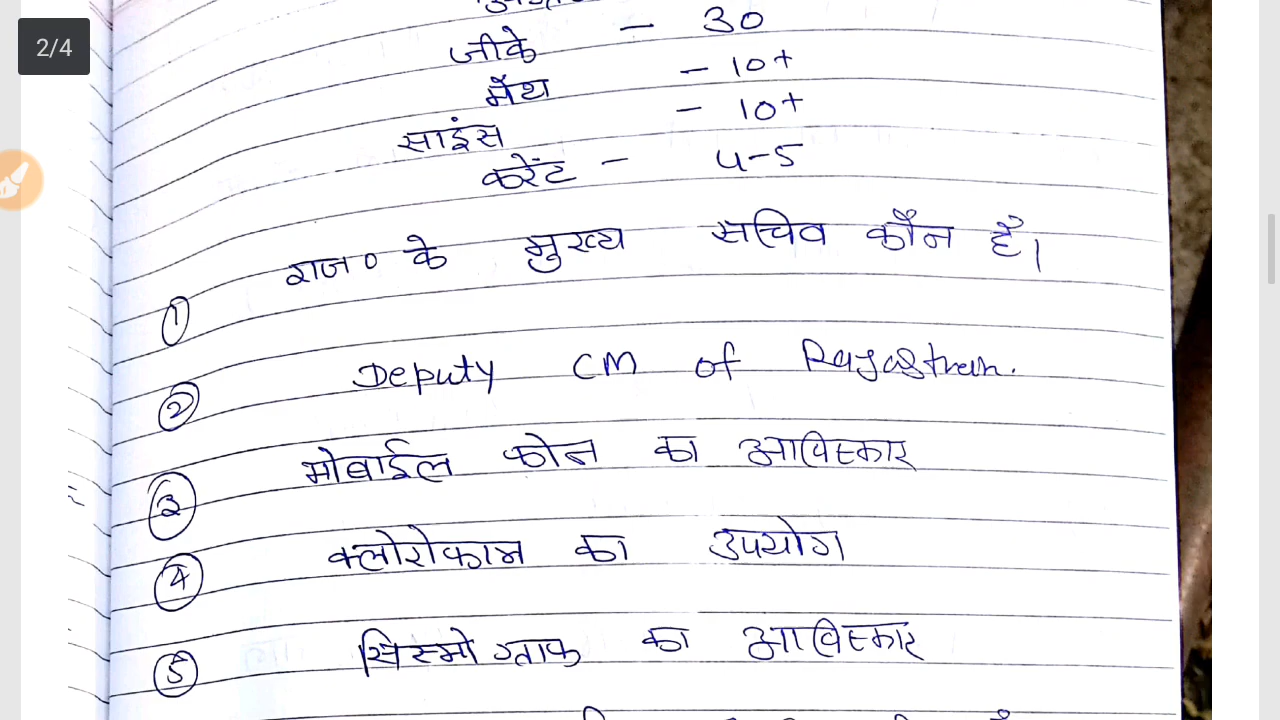 2/4
जीके - 30
मैथ - 10+
साइंस - 10+
करेंट - 4-5
① राज० के मुख्य सचिव कौन है।
② Deputy CM of Rajasthan.
③ मोबाईल फोन का आविष्कार
④ क्लोरोफार्म का उपयोग
⑤ सिस्मोग्राफ का आविष्कार